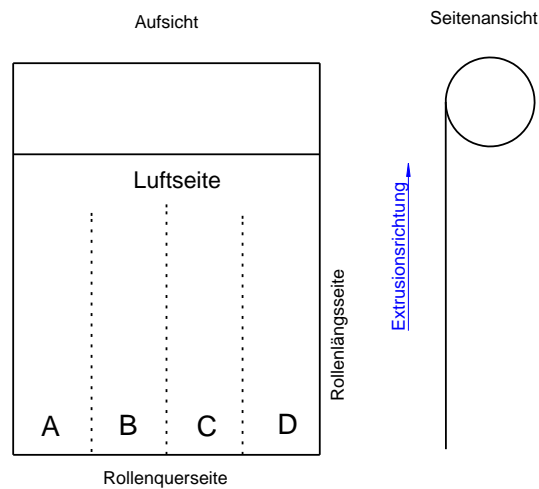 Aufsicht
Seitenansicht
Luftseite
Extrusionsrichtung
Rollenlängsseite
A B C D
Rollenquerseite